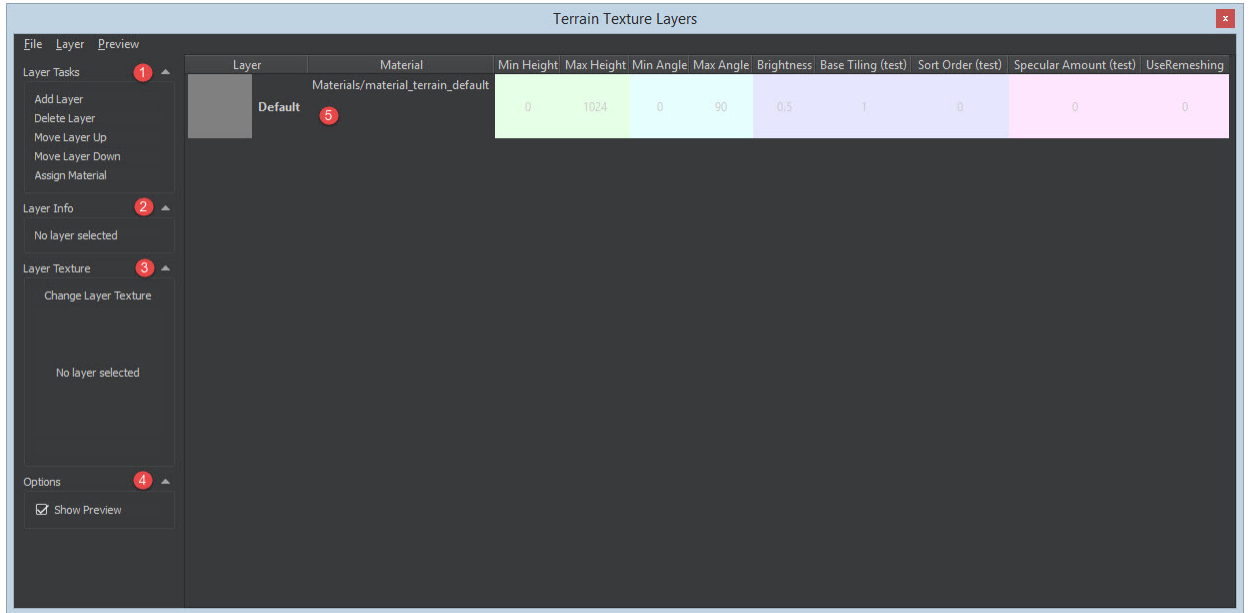 Terrain Texture Layers
x
File Layer Preview
Layer Tasks 1
Add Layer
Delete Layer
Move Layer Up
Move Layer Down
Assign Material
Layer Info 2
No layer selected
Layer Texture 3
Change Layer Texture
No layer selected
Options 4
Show Preview
Layer Material Min Height Max Height Min Angle Max Angle Brightness Base Tiling (test) Sort Order (test) Specular Amount (test) UseRemeshing
Materials/material_terrain_default
Default 5 0 1024 0 90 0.5 1 0 0 0